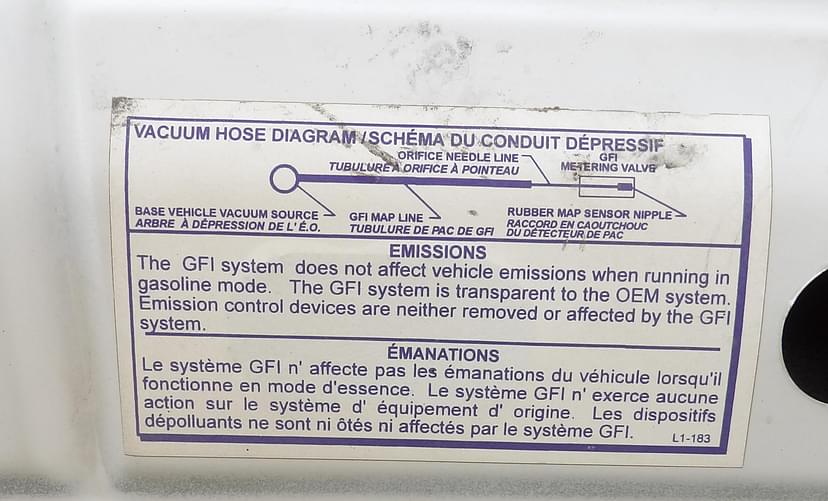 VACUUM HOSE DIAGRAM/SCHÉMA DU CONDUIT DÉPRESSIF
ORIFICE NEEDLE LINE
TUBULURE À ORIFICE À POINTEAU
GFI
METERING VALVE
BASE VEHICLE VACUUM SOURCE
ARBRE À DÉPRESSION DE L' É.O.
GFI MAP LINE
TUBULURE DE PAC DE GFI
RUBBER MAP SENSOR NIPPLE
RACCORD EN CAOUTCHOUC
DU DÉTECTEUR DE PAC
EMISSIONS
The GFI system does not affect vehicle emissions when running in
gasoline mode. The GFI system is transparent to the OEM system.
Emission control devices are neither removed or affected by the GFI
system.
ÉMANATIONS
Le système GFI n' affecte pas les émanations du véhicule lorsqu'il
fonctionne en mode d'essence. Le système GFI n' exerce aucune
action sur le système d' équipement d' origine. Les dispositifs
dépolluants ne sont ni ôtés ni affectés par le système GFI.
L1-183